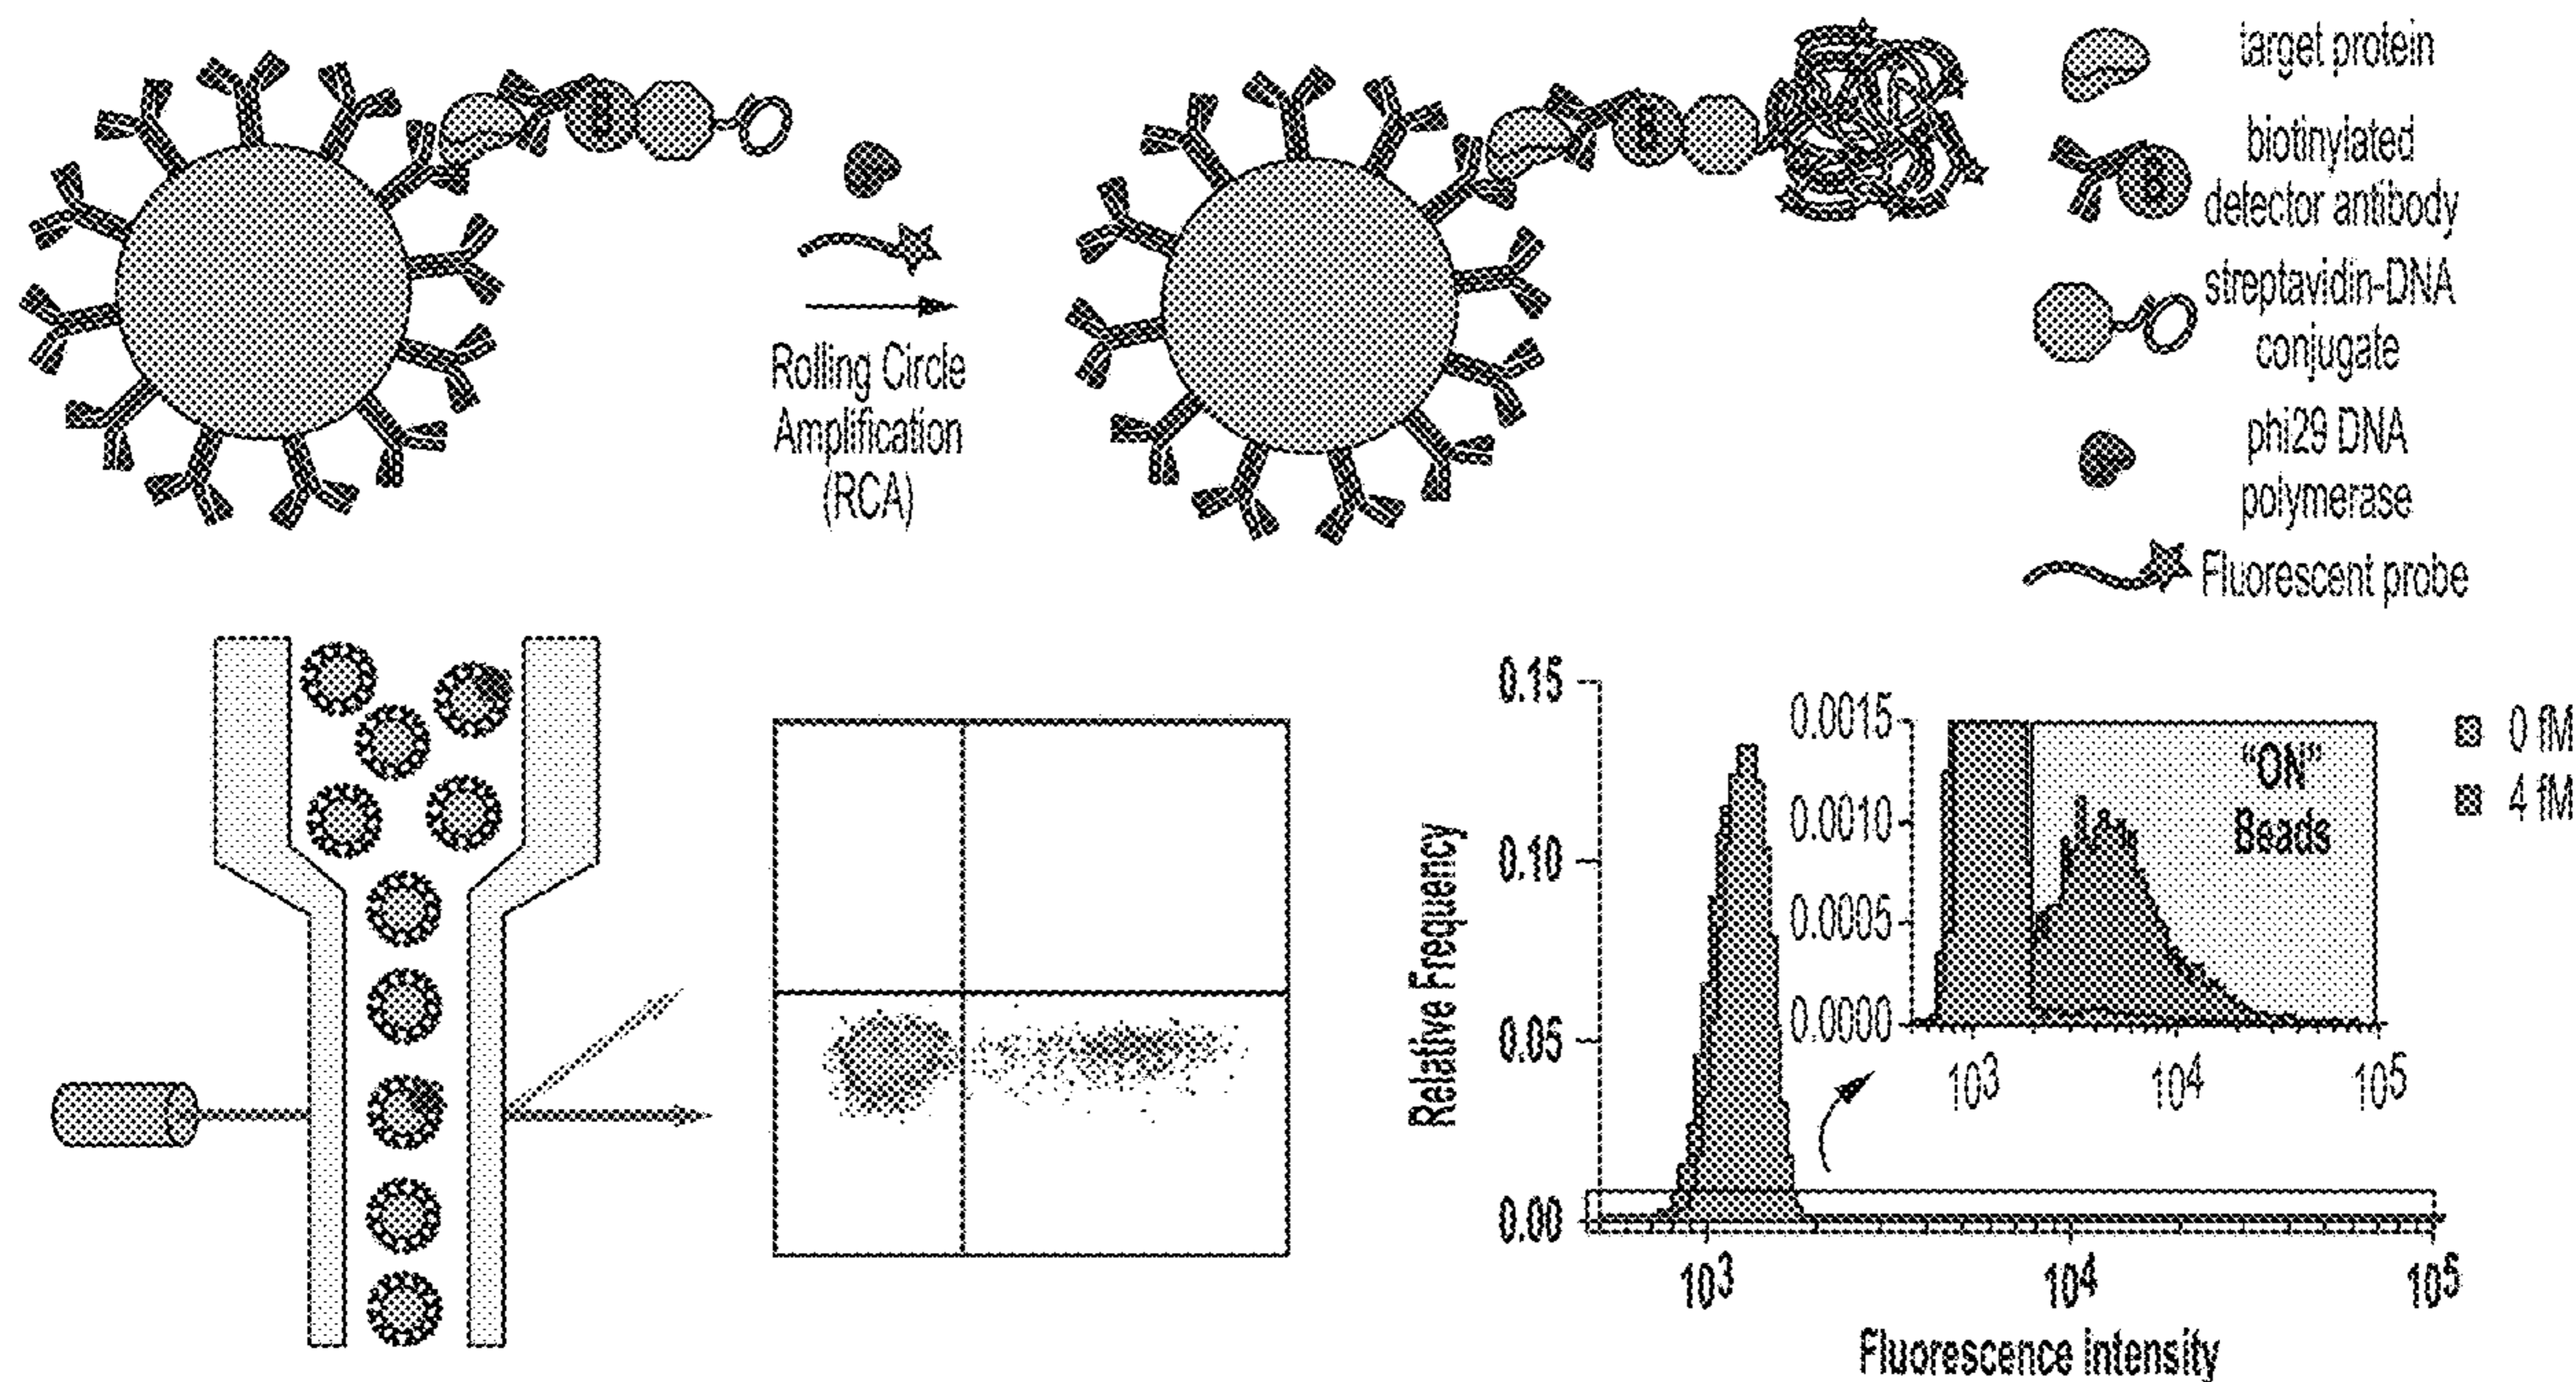 target protein
biotinylated
detector antibody
streptavidin-DNA
conjugate
phi29 DNA
polymerase
Fluorescent probe
B
B
B
Rolling Circle
Amplification
(RCA)
0.15
0.10
0.05
0.00
Relative Frequency
10³
10⁴
10⁵
Fluorescence Intensity
0.0015
0.0010
0.0005
0.0000
10³
10⁴
10⁵
"ON"
Beads
0 fM
4 fM